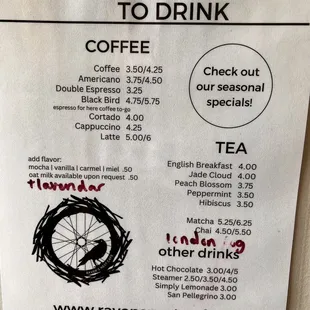 TO DRINK
COFFEE
Coffee 3.50/4.25
Americano 3.75/4.50
Double Espresso 3.25
Black Bird 4.75/5.75
espresso for here coffee to-go
Cortado 4.00
Cappuccino 4.25
Latte 5.00/6
add flavor:
mocha | vanilla | carmel | miel .50
oat milk available upon request .50
+lavendar
Check out
our seasonal
specials!
TEA
English Breakfast 4.00
Jade Cloud 4.00
Peach Blossom 3.75
Peppermint 3.50
Hibiscus 3.50
Matcha 5.25/6.25
Chai 4.50/5.50
london fog
other drinks
Hot Chocolate 3.00/4/5
Steamer 2.50/3.50/4.50
Simply Lemonade 3.00
San Pellegrino 3.00